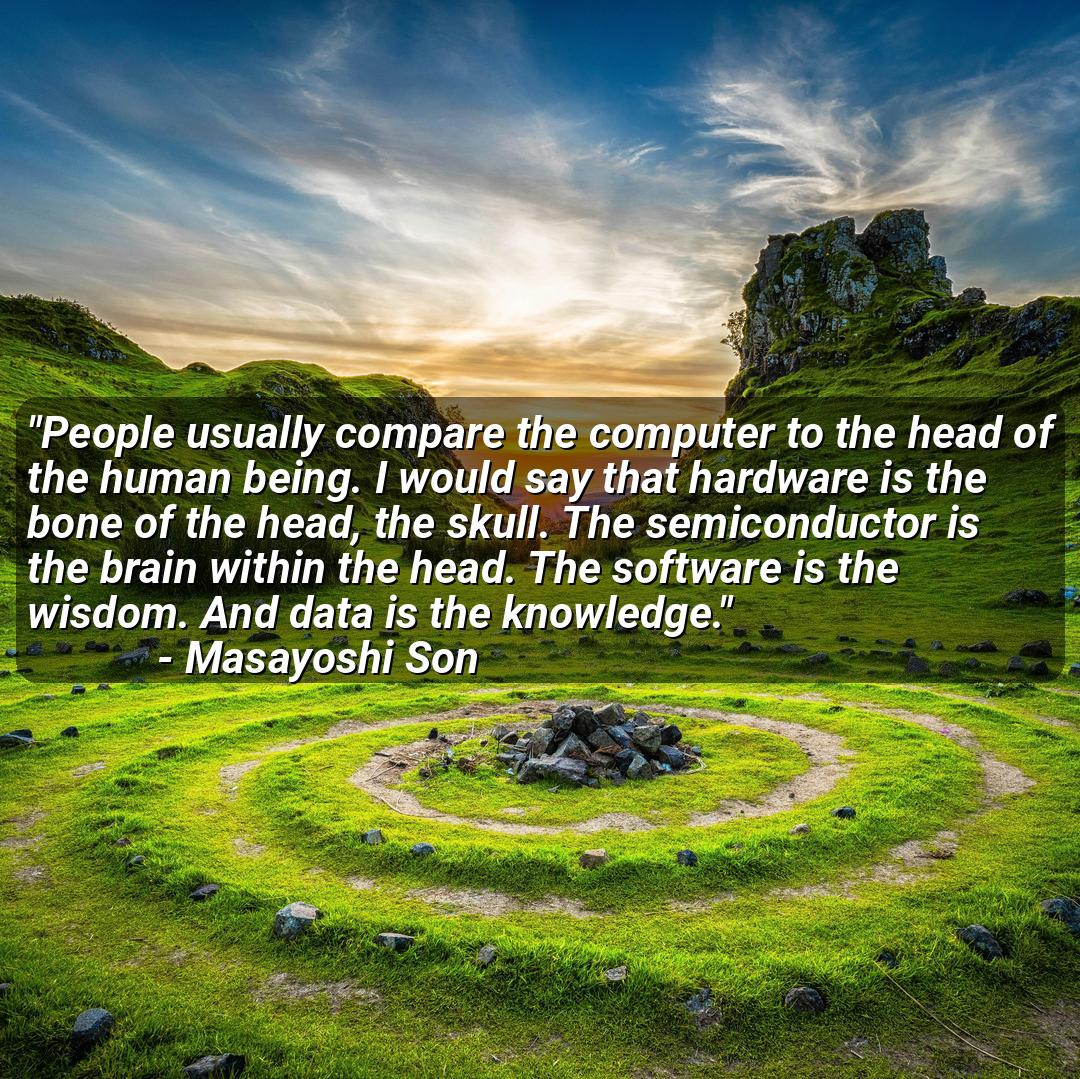 "People usually compare the computer to the head of
the human being. I would say that hardware is the
bone of the head, the skull. The semiconductor is
the brain within the head. The software is the
wisdom. And data is the knowledge."
- Masayoshi Son